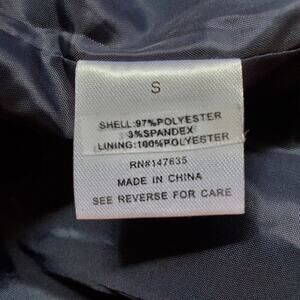 S
SHELL:97%POLYESTER
3%SPANDEX
LINING:100%POLYESTER
RN#147635
MADE IN CHINA
SEE REVERSE FOR CARE